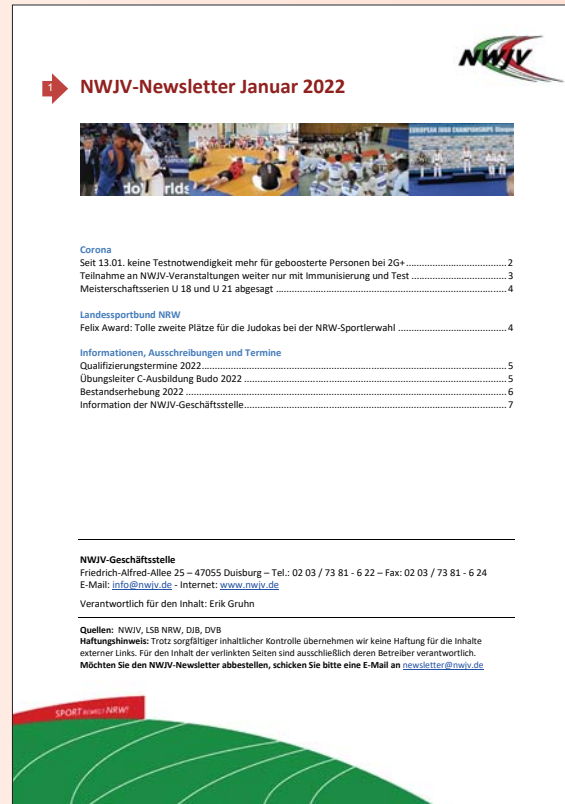 NWJV
1
NWJV-Newsletter Januar 2022
EUROPEAN JUDO CHAMPIONSHIPS
Corona
Seit 13.01. keine Testnotwendigkeit mehr für geboosterte Personen bei 2G+ 2
Teilnahme an NWJV-Veranstaltungen weiter nur mit Immunisierung und Test 3
Meisterschaftsserien U 18 und U 21 abgesagt 4
Landessportbund NRW
Felix Award: Tolle zweite Plätze für die Judokas bei der NRW-Sportlerwahl 4
Informationen, Ausschreibungen und Termine
Qualifizierungstermine 2022 5
Übungsleiter C-Ausbildung Budo 2022 5
Bestandserhebung 2022 6
Information der NWJV-Geschäftsstelle 7
NWJV-Geschäftsstelle
Friedrich-Alfred-Allee 25 – 47055 Duisburg – Tel.: 02 03 / 73 81 - 6 22 – Fax: 02 03 / 73 81 - 6 24
E-Mail: info@nwjv.de - Internet: www.nwjv.de
Verantwortlich für den Inhalt: Erik Gruhn
Quellen: NWJV, LSB NRW, DJB, DVB
Haftungshinweis: Trotz sorgfältiger inhaltlicher Kontrolle übernehmen wir keine Haftung für die Inhalte
externer Links. Für den Inhalt der verlinkten Seiten sind ausschließlich deren Betreiber verantwortlich.
Möchten Sie den NWJV-Newsletter abbestellen, schicken Sie bitte eine E-Mail an newsletter@nwjv.de
SPORT BEWEGT NRW!